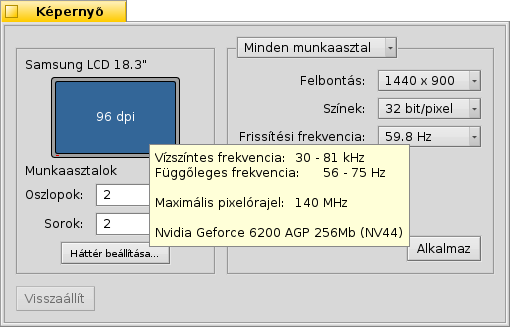 Képernyő
Samsung LCD 18.3"
96 dpi
Munkaasztalok
Oszlopok: 2
Sorok: 2
Háttér beállítása...
Minden munkaasztal
Felbontás: 1440 x 900
Színek: 32 bit/pixel
Frissítési frekvencia: 59.8 Hz
Vízszíntes frekvencia: 30 - 81 kHz
Függőleges frekvencia: 56 - 75 Hz
Maximális pixelórajel: 140 MHz
Nvidia Geforce 6200 AGP 256Mb (NV44)
Alkalmaz
Visszaállít